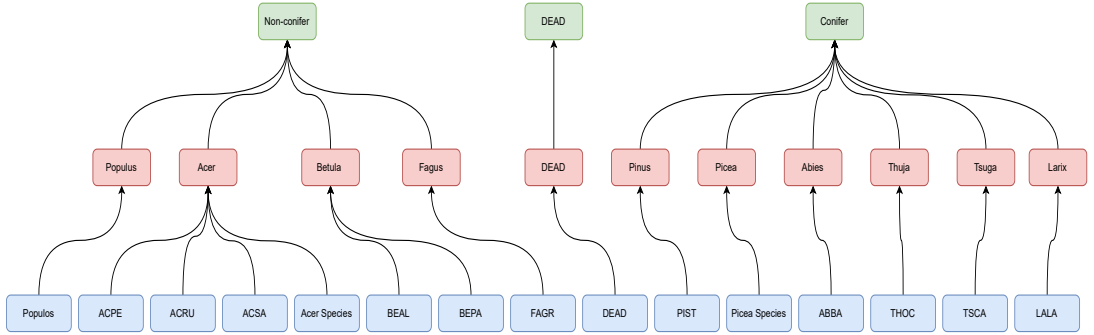 Non-conifer
DEAD
Conifer
Populus
Acer
Betula
Fagus
DEAD
Pinus
Picea
Abies
Thuja
Tsuga
Larix
Populos
ACPE
ACRU
ACSA
Acer Species
BEAL
BEPA
FAGR
DEAD
PIST
Picea Species
ABBA
THOC
TSCA
LALA